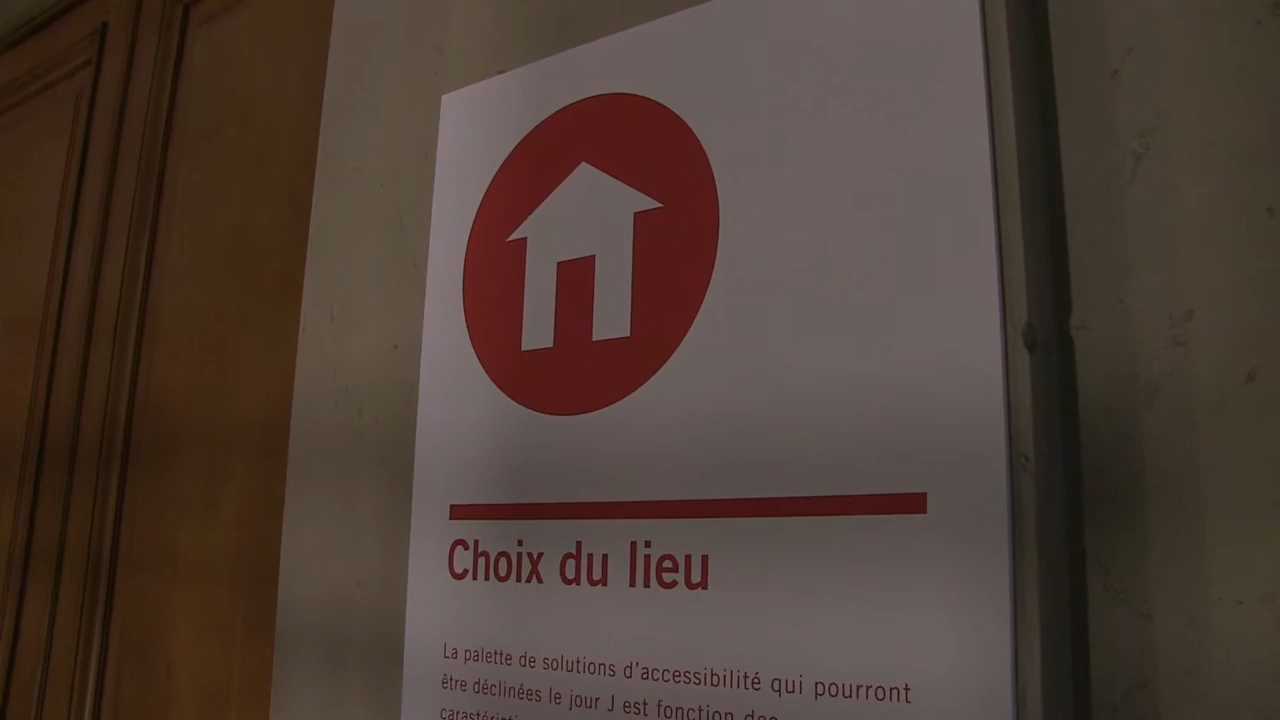 Choix du lieu
La palette de solutions d'accessibilité qui pourront
être déclinées le jour J est fonction des